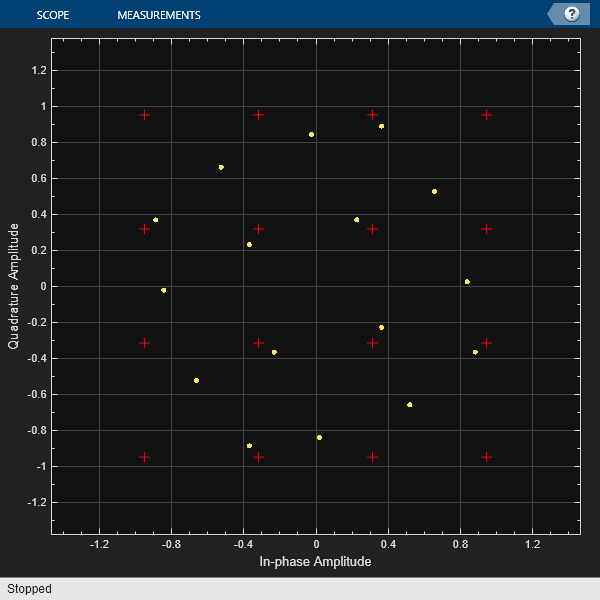 SCOPE MEASUREMENTS ?
1.2
1
0.8
0.6
0.4
0.2
0
-0.2
-0.4
-0.6
-0.8
-1
-1.2
Quadrature Amplitude
-1.2 -0.8 -0.4 0 0.4 0.8 1.2
In-phase Amplitude
Stopped